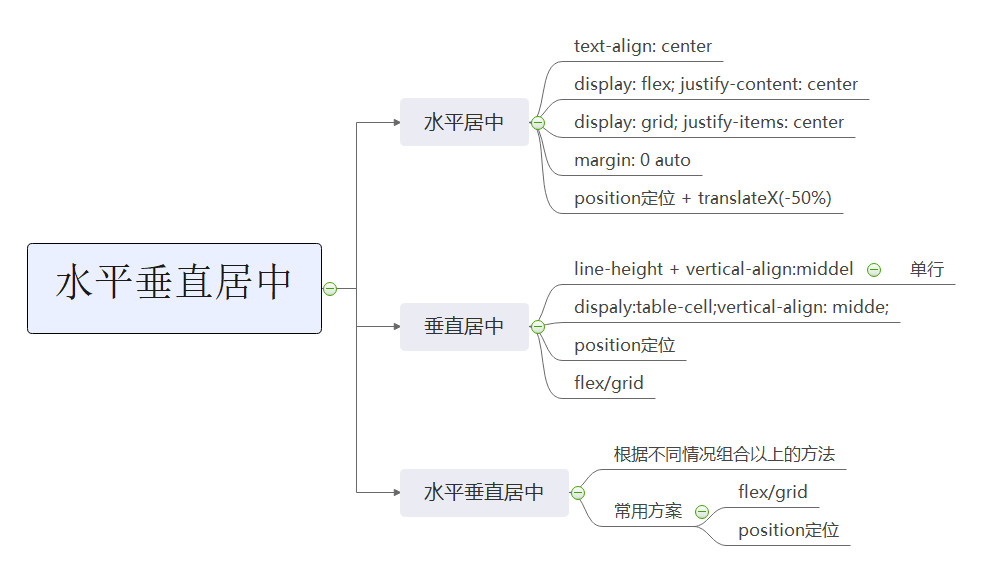 水平垂直居中
水平居中
text-align: center
display: flex; justify-content: center
display: grid; justify-items: center
margin: 0 auto
position定位 + translateX(-50%)
垂直居中
line-height + vertical-align:middel
单行
dispaly:table-cell;vertical-align: midde;
position定位
flex/grid
水平垂直居中
根据不同情况组合以上的方法
常用方案
flex/grid
position定位